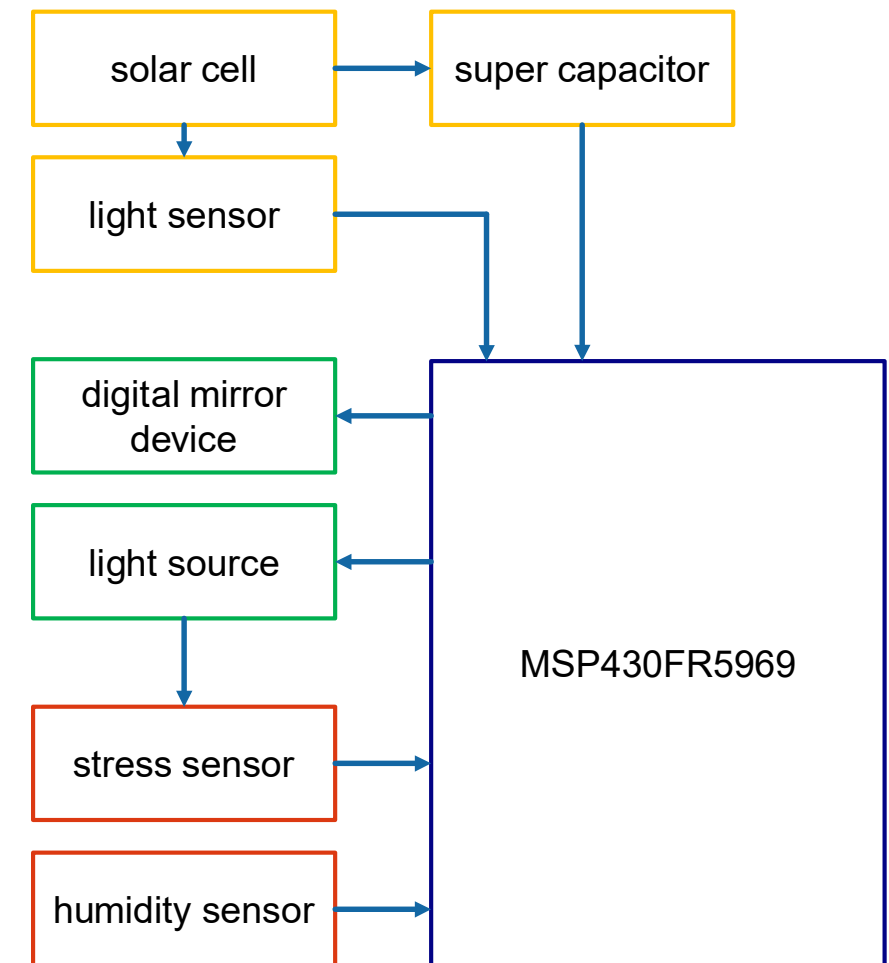 solar cell
super capacitor
light sensor
digital mirror
device
light source
MSP430FR5969
stress sensor
humidity sensor